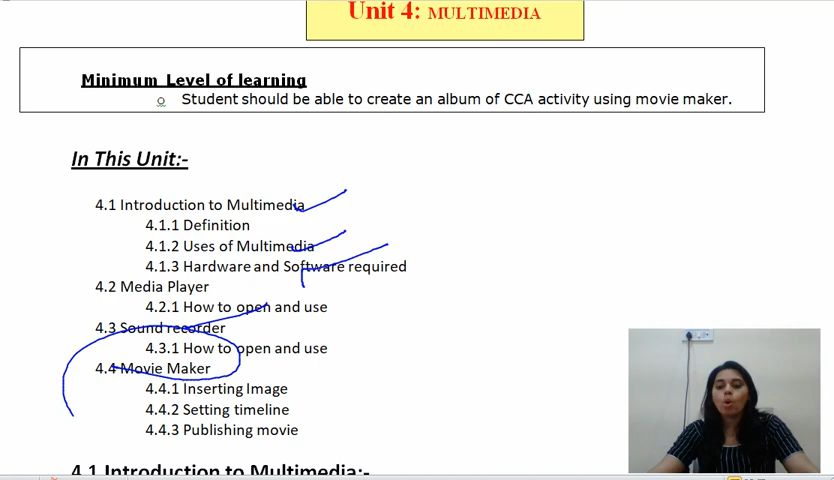 Unit 4: MULTIMEDIA
Minimum Level of learning
o Student should be able to create an album of CCA activity using movie maker.
In This Unit:-
4.1 Introduction to Multimedia
4.1.1 Definition
4.1.2 Uses of Multimedia
4.1.3 Hardware and Software required
4.2 Media Player
4.2.1 How to open and use
4.3 Sound recorder
4.3.1 How to open and use
4.4 Movie Maker
4.4.1 Inserting Image
4.4.2 Setting timeline
4.4.3 Publishing movie
4.1 Introduction to Multimedia:-